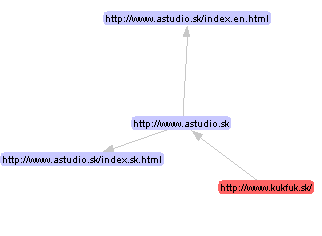 http://www.astudio.sk/index.en.html
http://www.astudio.sk
http://www.astudio.sk/index.sk.html
http://www.kukfuk.sk/